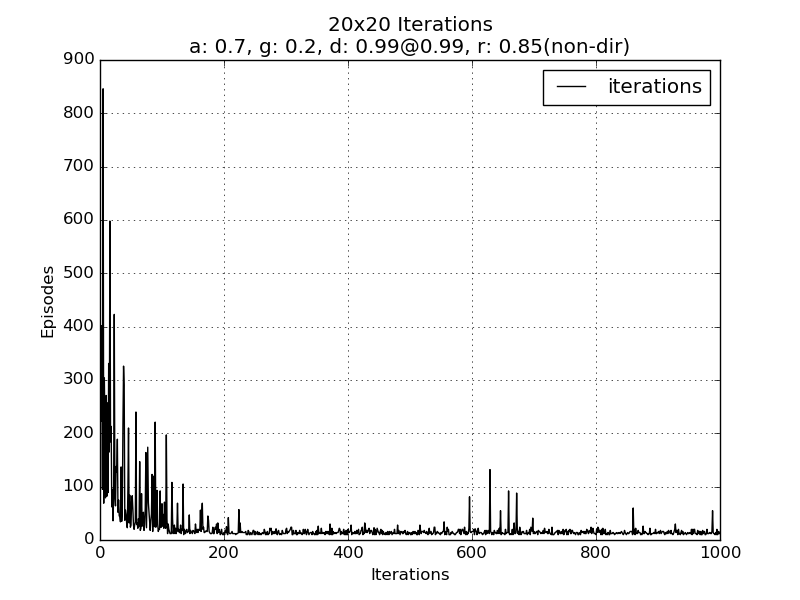 20x20 Iterations
a: 0.7, g: 0.2, d: 0.99@0.99, r: 0.85(non-dir)
iterations
900
800
700
600
500
400
300
200
100
0
Episodes
0 200 400 600 800 1000
Iterations